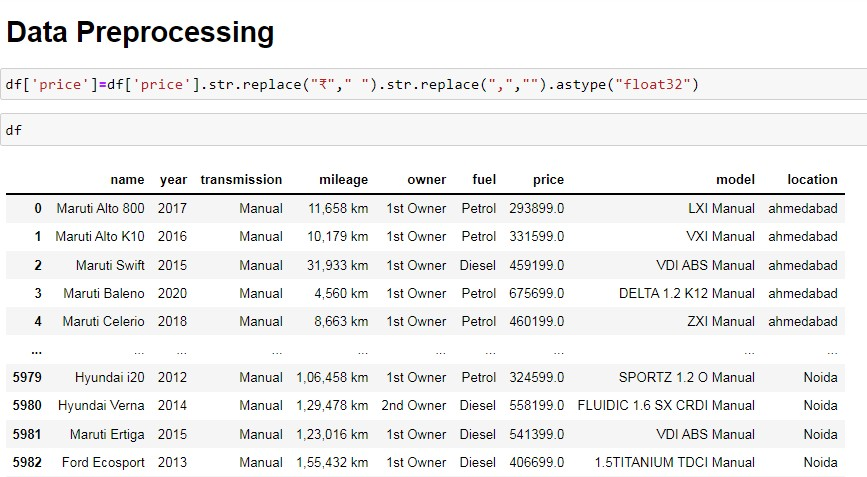 Data Preprocessing
df['price']=df['price'].str.replace("₹"," ").str.replace(",","").astype("float32")
df
name year transmission mileage owner fuel price model location
0 Maruti Alto 800 2017 Manual 11,658 km 1st Owner Petrol 293899.0 LXI Manual ahmedabad
1 Maruti Alto K10 2016 Manual 10,179 km 1st Owner Petrol 331599.0 VXI Manual ahmedabad
2 Maruti Swift 2015 Manual 31,933 km 1st Owner Diesel 459199.0 VDI ABS Manual ahmedabad
3 Maruti Baleno 2020 Manual 4,560 km 1st Owner Petrol 675699.0 DELTA 1.2 K12 Manual ahmedabad
4 Maruti Celerio 2018 Manual 8,663 km 1st Owner Petrol 460199.0 ZXI Manual ahmedabad
... ... ... ... ... ... ... ... ... ...
5979 Hyundai i20 2012 Manual 1,06,458 km 1st Owner Petrol 324599.0 SPORTZ 1.2 O Manual Noida
5980 Hyundai Verna 2014 Manual 1,29,478 km 2nd Owner Diesel 558199.0 FLUIDIC 1.6 SX CRDI Manual Noida
5981 Maruti Ertiga 2015 Manual 1,23,016 km 1st Owner Diesel 541399.0 VDI ABS Manual Noida
5982 Ford Ecosport 2013 Manual 1,55,432 km 1st Owner Diesel 406699.0 1.5TITANIUM TDCI Manual Noida